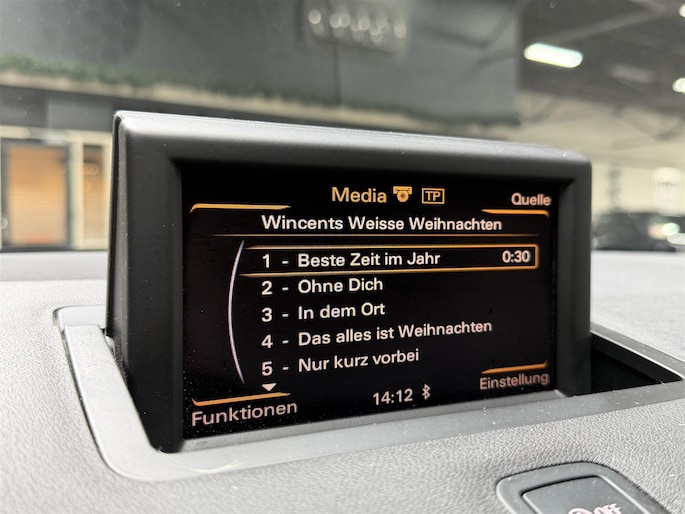 Media TP Quelle
Wincents Weisse Weihnachten
1 - Beste Zeit im Jahr 0:30
2 - Ohne Dich
3 - In dem Ort
4 - Das alles ist Weihnachten
5 - Nur kurz vorbei
Funktionen 14:12 Einstellung
OFF